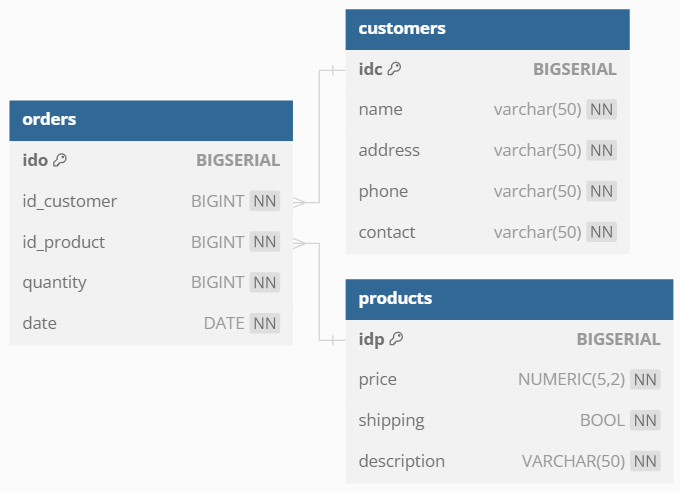 orders
ido BIGSERIAL
id_customer BIGINT NN
id_product BIGINT NN
quantity BIGINT NN
date DATE NN
customers
idc BIGSERIAL
name varchar(50) NN
address varchar(50) NN
phone varchar(50) NN
contact varchar(50) NN
products
idp BIGSERIAL
price NUMERIC(5,2) NN
shipping BOOL NN
description VARCHAR(50) NN